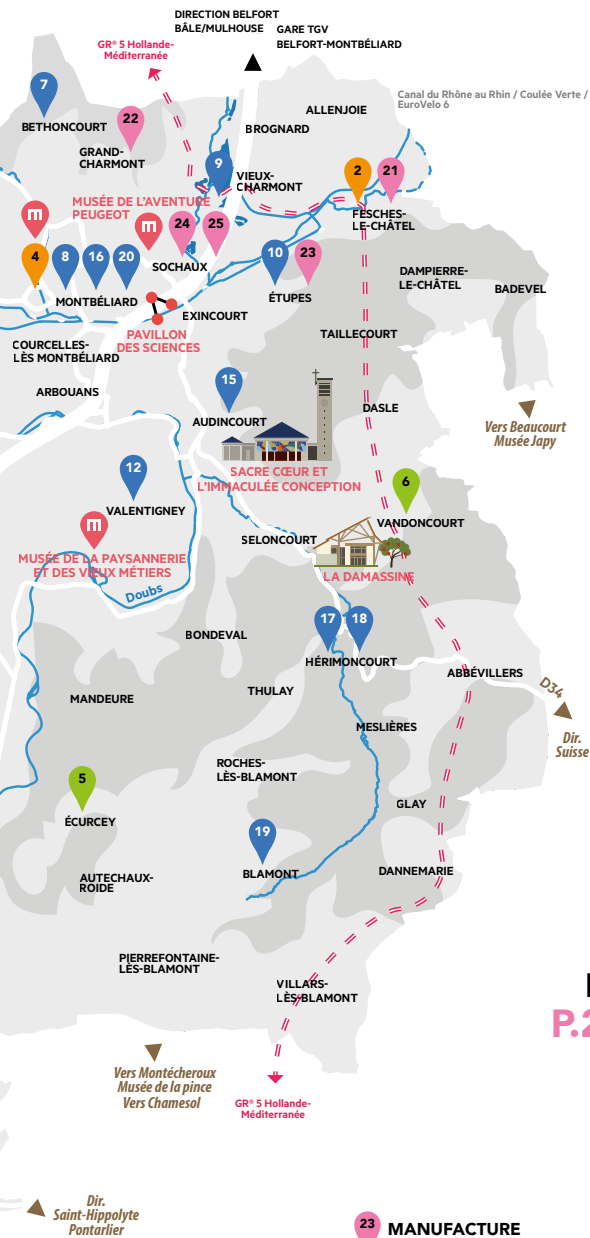 DIRECTION BELFORT
BÂLE/MULHOUSE
GARE TGV
BELFORT-MONTBÉLIARD
GR® 5 Hollande-
Méditerranée
Canal du Rhône au Rhin / Coulée Verte /
EuroVelo 6
7
BETHONCOURT
22
GRAND-
CHARMONT
ALLENJOIE
BROGNARD
9
VIEUX-
CHARMONT
2
21
FESCHES-
LE-CHÂTEL
MUSÉE DE L'AVENTURE
PEUGEOT
m
m
24
25
SOCHAUX
4
8
16
20
MONTBÉLIARD
10
23
ÉTUPES
DAMPIERRE-
LE-CHÂTEL
BADEVEL
EXINCOURT
PAVILLON
DES SCIENCES
TAILLECOURT
COURCELLES-
LÈS MONTBÉLIARD
ARBOUANS
15
AUDINCOURT
DASLE
Vers Beaucourt
Musée Japy
SACRE CŒUR ET
L'IMMACULÉE CONCEPTION
12
VALENTIGNEY
6
VANDONCOURT
m
MUSÉE DE LA PAYSANNERIE
ET DES VIEUX MÉTIERS
SELONCOURT
LA DAMASSINE
Doubs
BONDEVAL
17
18
HÉRIMONCOURT
ABBÉVILLERS
D34
Dir.
Suisse
MANDEURE
THULAY
MESLIÈRES
ROCHES-
LÈS-BLAMONT
5
ÉCURCEY
GLAY
19
BLAMONT
DANNEMARIE
AUTECHAUX-
ROIDE
PIERREFONTAINE-
LÈS-BLAMONT
VILLARS-
LÈS-BLAMONT
P.2
Vers Montécheroux
Musée de la pince
Vers Chamesol
GR® 5 Hollande-
Méditerranée
Dir.
Saint-Hippolyte
Pontarlier
23 MANUFACTURE